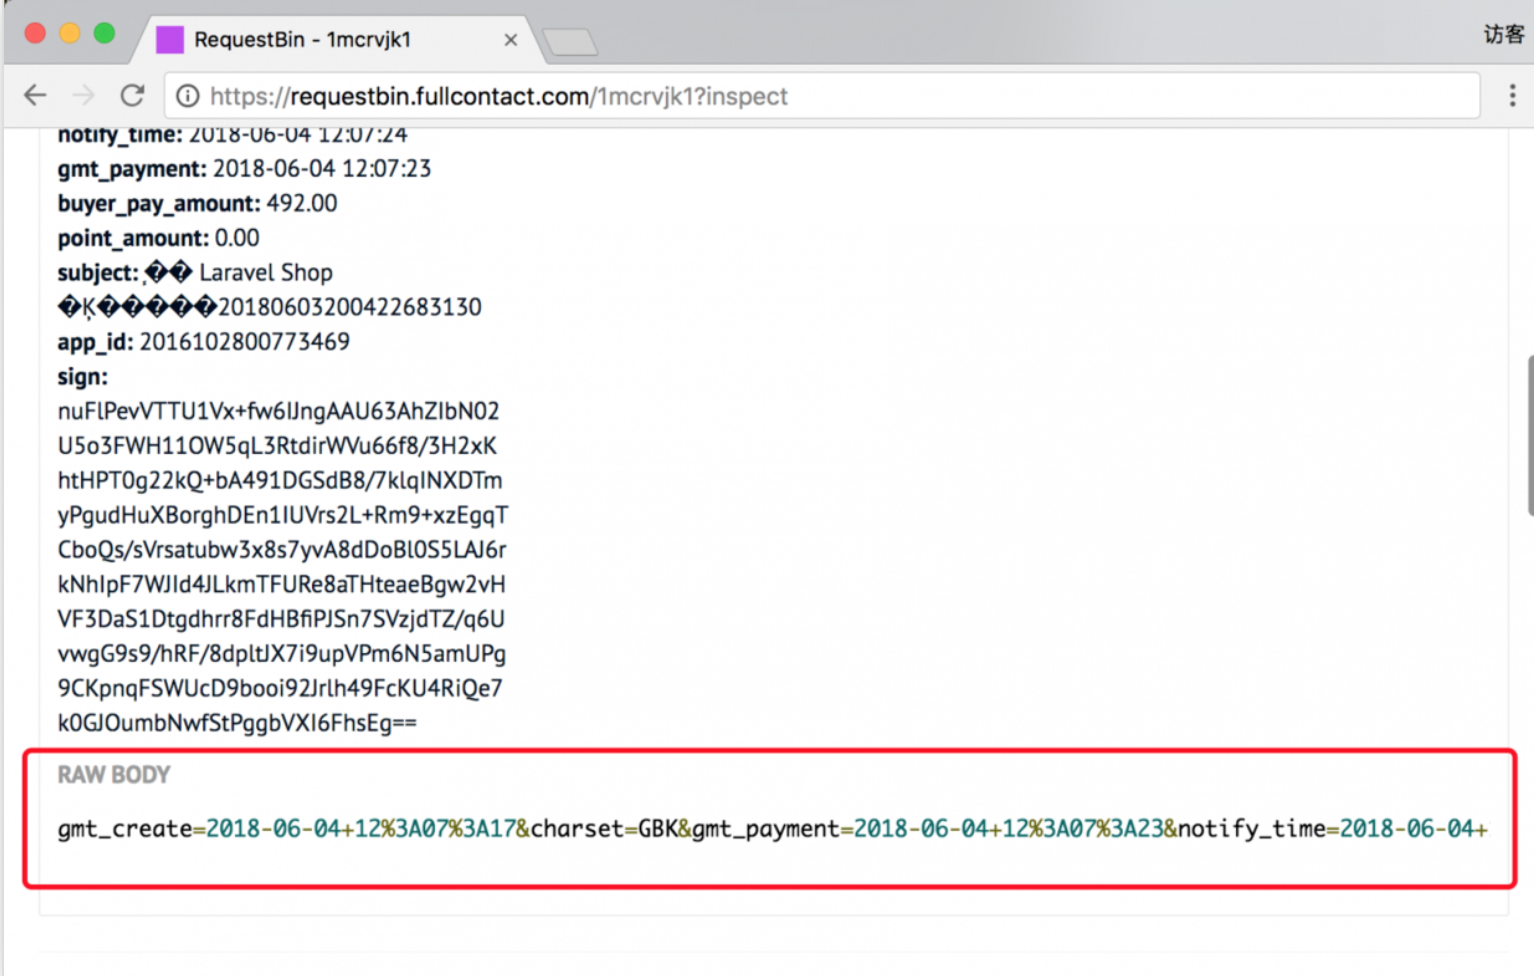 RequestBin - 1mcrvjk1
访客
https://requestbin.fullcontact.com/1mcrvjk1?inspect
notify_time: 2018-06-04 12:07:24
gmt_payment: 2018-06-04 12:07:23
buyer_pay_amount: 492.00
point_amount: 0.00
subject: ֧�� Laravel Shop
�Ķ�����20180603200422683130
app_id: 2016102800773469
sign:
nuFlPevVTTU1Vx+fw6IJngAAU63AhZIbN02
U5o3FWH11OW5qL3RtdirWVu66f8/3H2xK
htHPT0g22kQ+bA491DGSdB8/7klqINXDTm
yPgudHuXBorghDEn1IUVrs2L+Rm9+xzEgqT
CboQs/sVrsatubw3x8s7yvA8dDoBl0S5LAJ6r
kNhIpF7WJId4JLkmTFURe8aTHteaeBgw2vH
VF3DaS1Dtgdhrr8FdHBfiPJSn7SVzjdTZ/q6U
vwgG9s9/hRF/8dpltJX7i9upVPm6N5amUPg
9CKpnqFSWUcD9booi92Jrlh49FcKU4RiQe7
k0GJOumbNwfStPggbVXI6FhsEg==
RAW BODY
gmt_create=2018-06-04+12%3A07%3A17&charset=GBK&gmt_payment=2018-06-04+12%3A07%3A23&notify_time=2018-06-04+